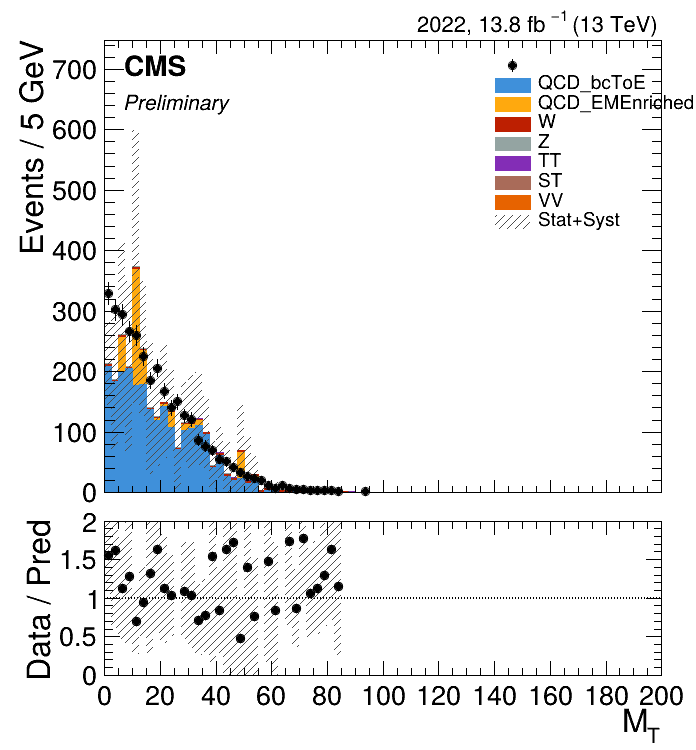 2022, 13.8 fb⁻¹ (13 TeV)
Events / 5 GeV
CMS
Preliminary
QCD_bcToE
QCD_EMEnriched
W
Z
TT
ST
VV
Stat+Syst
700
600
500
400
300
200
100
0
Data / Pred
2
1.5
1
0.5
0
0 20 40 60 80 100 120 140 160 180 200
M_T